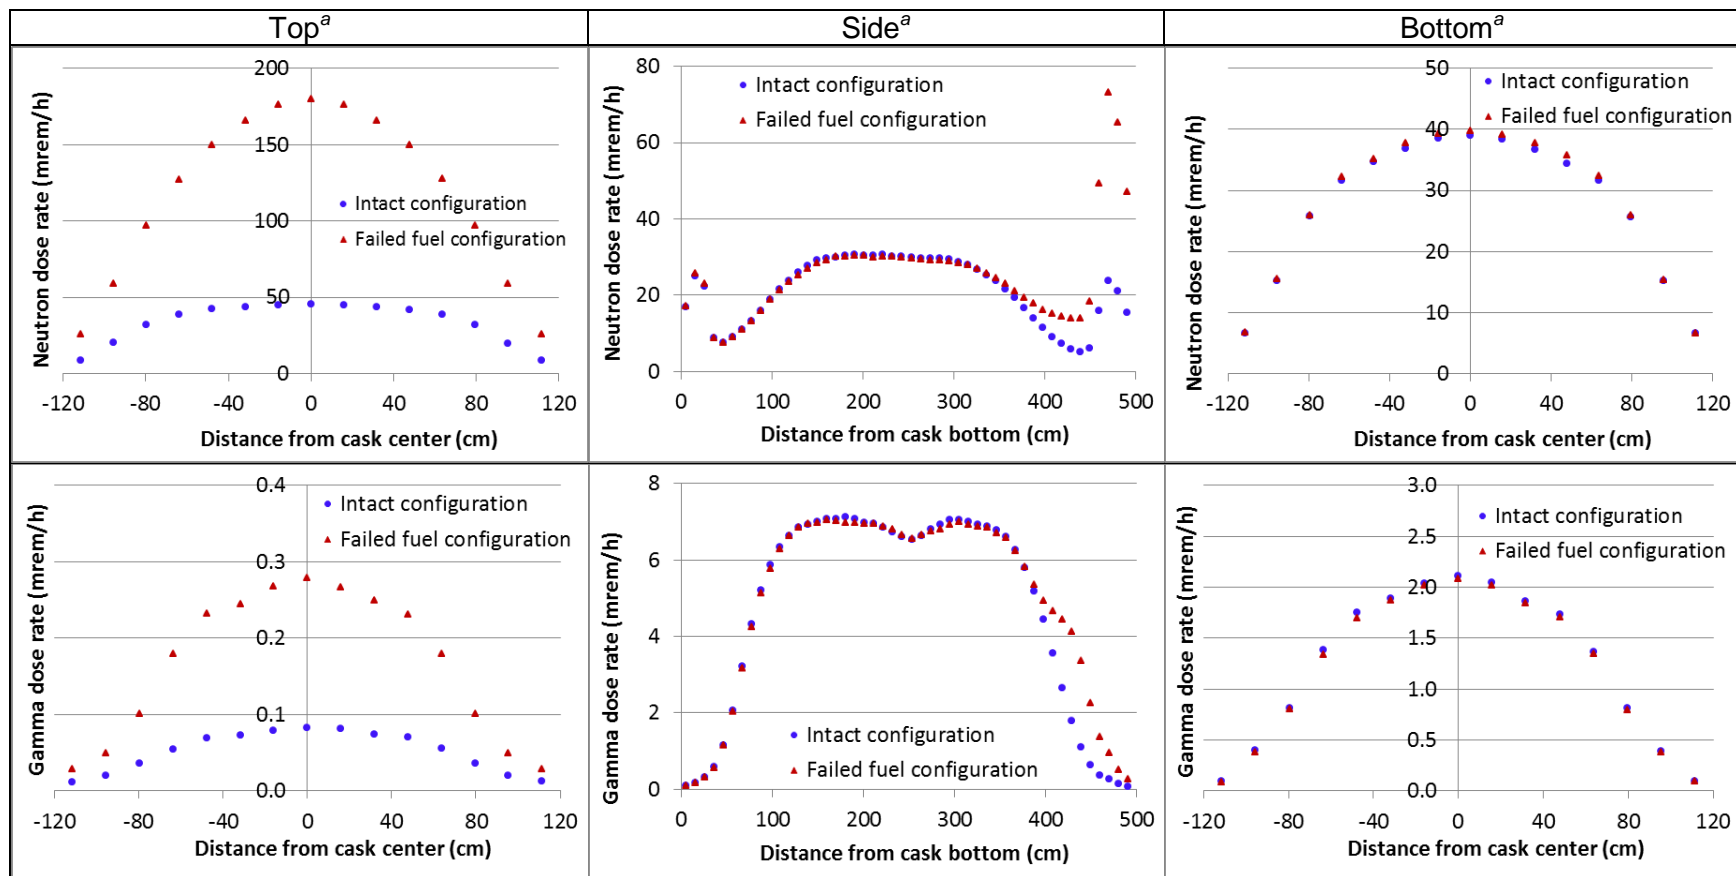 Topᵃ
Sideᵃ
Bottomᵃ
Neutron dose rate (mrem/h)
200
150
100
50
0
Intact configuration
Failed fuel configuration
-120 -80 -40 0 40 80 120
Distance from cask center (cm)
Neutron dose rate (mrem/h)
80
60
40
20
0
Intact configuration
Failed fuel configuration
0 100 200 300 400 500
Distance from cask bottom (cm)
Neutron dose rate (mrem/h)
50
40
30
20
10
0
Intact configuration
Failed fuel configuration
-120 -80 -40 0 40 80 120
Distance from cask center (cm)
Gamma dose rate (mrem/h)
0.4
0.3
0.2
0.1
0.0
Intact configuration
Failed fuel configuration
-120 -80 -40 0 40 80 120
Distance from cask center (cm)
Gamma dose rate (mrem/h)
8
6
4
2
0
Intact configuration
Failed fuel configuration
0 100 200 300 400 500
Distance from cask bottom (cm)
Gamma dose rate (mrem/h)
3.0
2.5
2.0
1.5
1.0
0.5
0.0
Intact configuration
Failed fuel configuration
-120 -80 -40 0 40 80 120
Distance from cask center (cm)